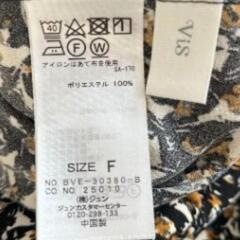 ViS
40
F
SA-170
アイロンはあて布を使用
ポリエステル 100%
SIZE F
NO. BVE-30380-B
CO NO. 25010
(株)ジュン
ジュンカスタマーセンター
0120-298-133
中国製